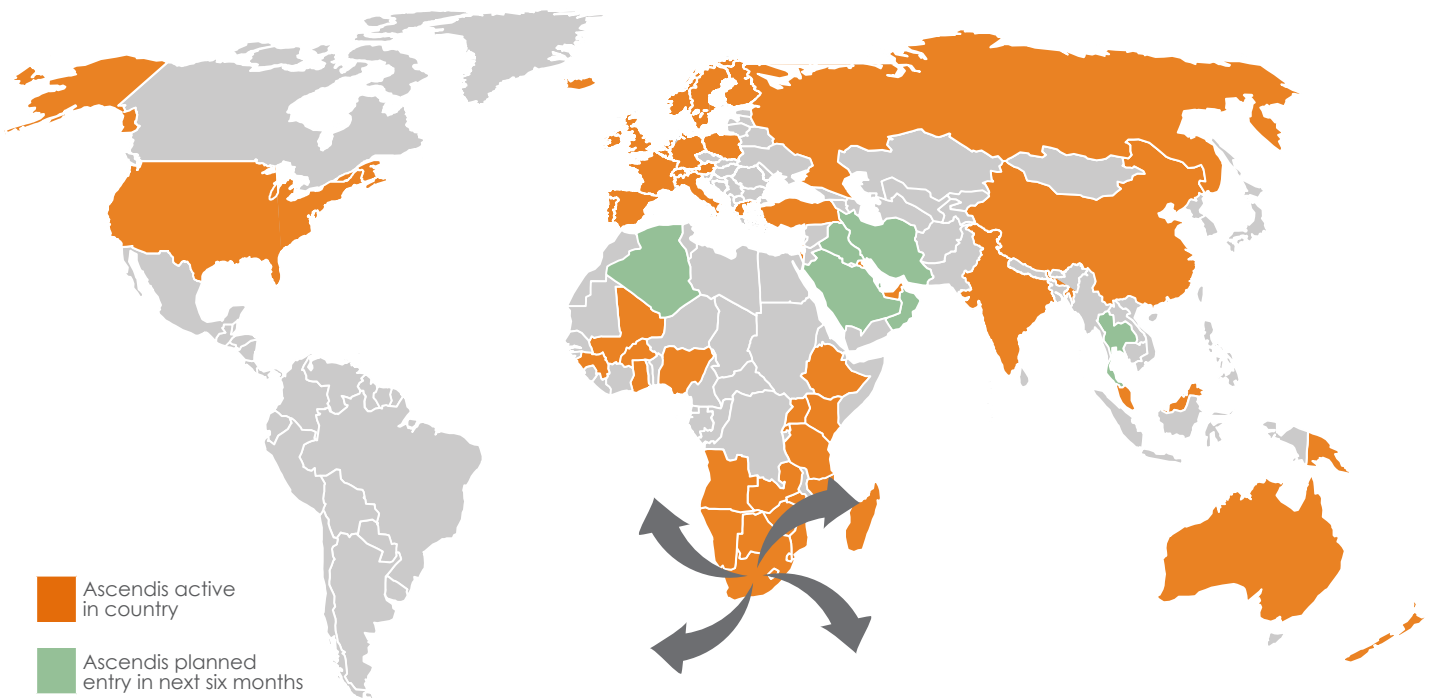 Ascendis active
in country
Ascendis planned
entry in next six months